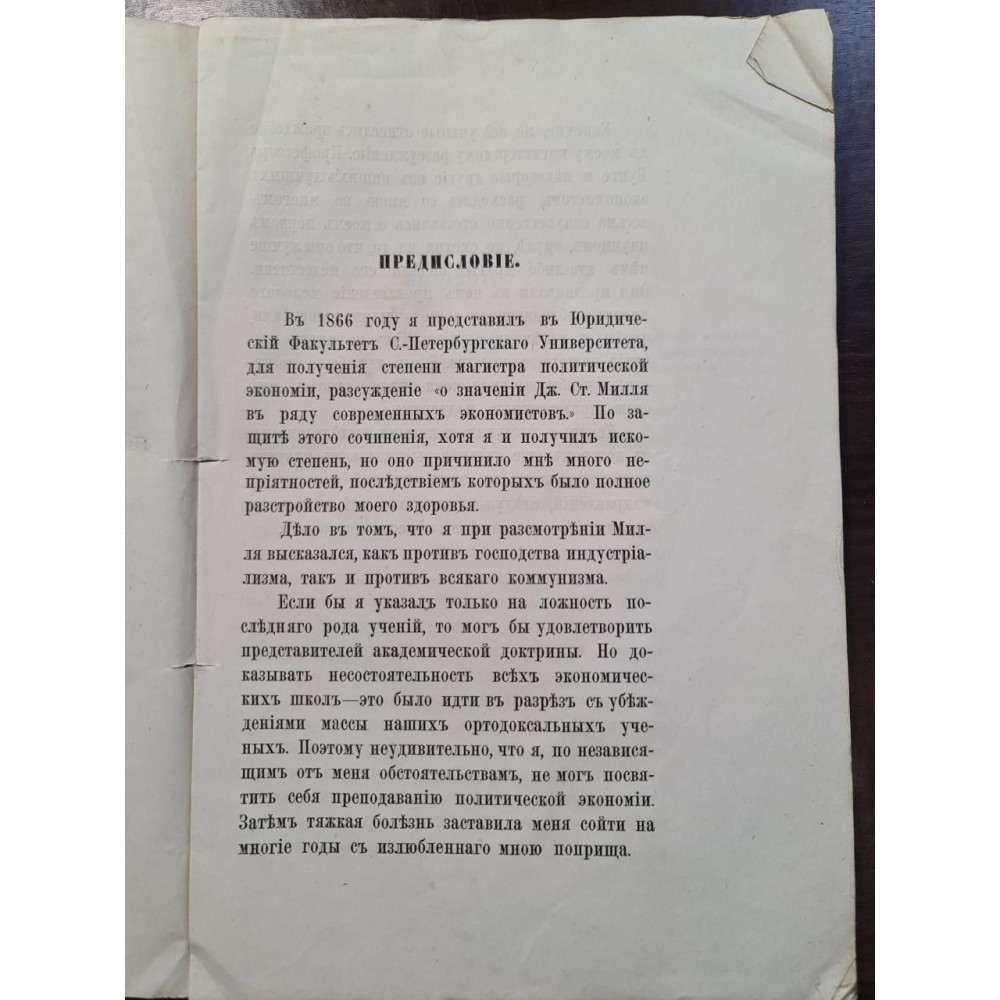 ПРЕДИСЛОВІЕ.
Въ 1866 году я представилъ въ Юридиче-
скій Факультетъ С.-Петербургскаго Университета,
для полученія степени магистра политической
экономіи, разсужденіе «о значеніи Дж. Ст. Милля
въ ряду современныхъ экономистовъ.» По за-
щитѣ этого сочиненія, хотя я и получилъ иско-
мую степень, но оно причинило мнѣ много не-
пріятностей, послѣдствіемъ которыхъ было полное
разстройство моего здоровья.
Дѣло въ томъ, что я при разсмотрѣніи Мил-
ля высказался, какъ противъ господства индустріа-
лизма, такъ и противъ всякаго коммунизма.
Если бы я указалъ только на ложность по-
слѣдняго рода ученій, то могъ бы удовлетворить
представителей академической доктрины. Но до-
казывать несостоятельность всѣхъ экономичес-
кихъ школъ—это было идти въ разрѣзъ съ убѣж-
деніями массы нашихъ ортодоксальныхъ уче-
ныхъ. Поэтому неудивительно, что я, по независя-
щимъ отъ меня обстоятельствамъ, не могъ посвя-
тить себя преподаванію политической экономіи.
Затѣмъ тяжкая болѣзнь заставила меня сойти на
многіе годы съ излюбленнаго мною поприща.